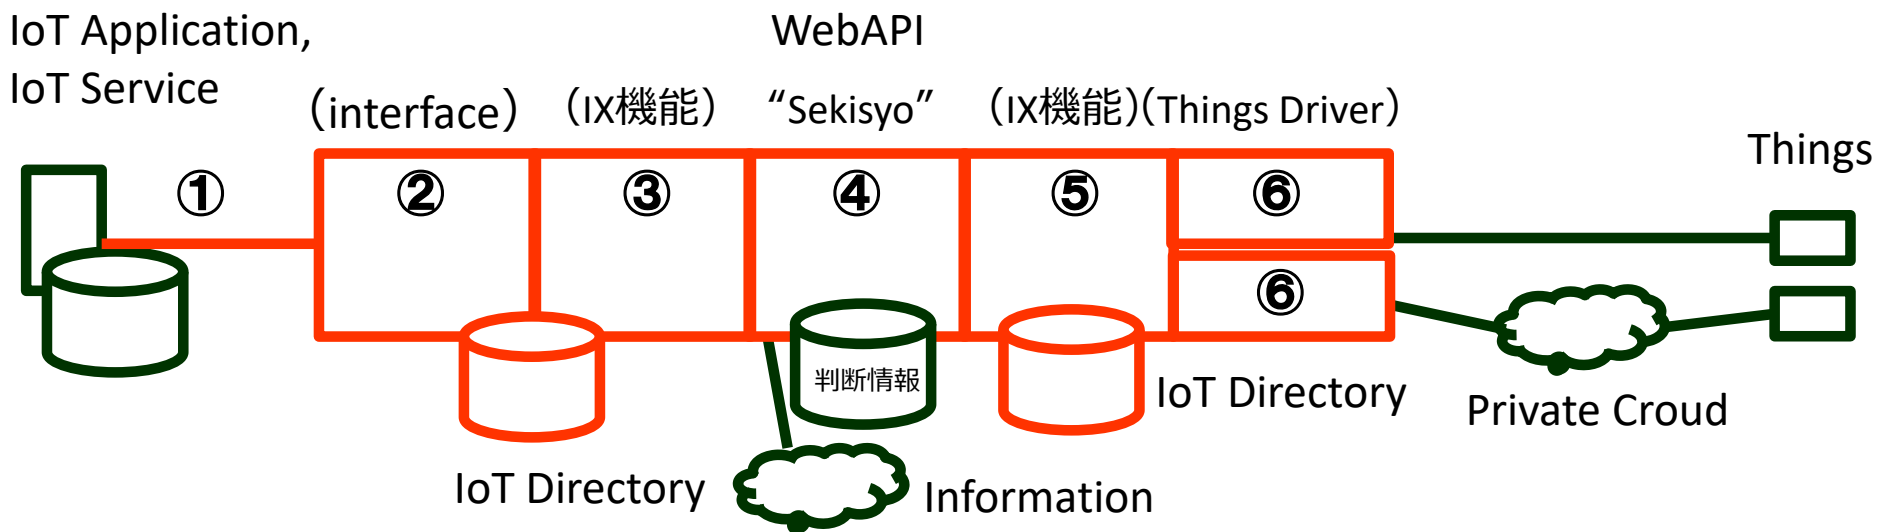 IoT Application,
IoT Service
WebAPI
（interface）
（IX機能）
“Sekisyo”
（IX機能）
（Things Driver）
Things
①
②
③
④
⑤
⑥
⑥
判断情報
IoT Directory
Private Croud
IoT Directory
Information